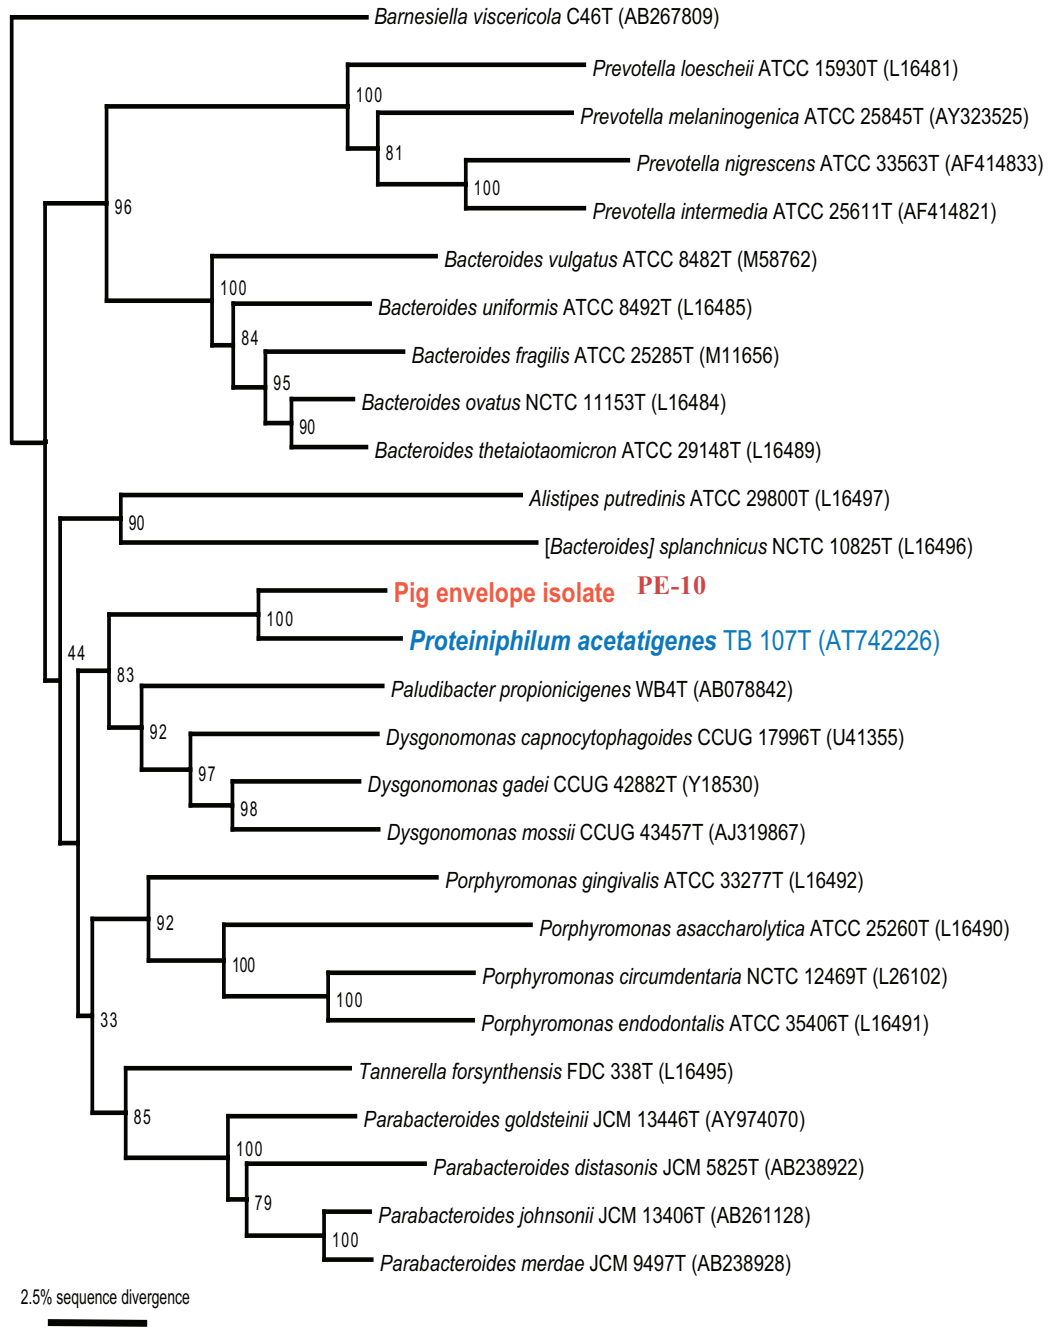 Barnesiella viscericola C46T (AB267809)
Prevotella loescheii ATCC 15930T (L16481)
100
Prevotella melaninogenica ATCC 25845T (AY323525)
81
Prevotella nigrescens ATCC 33563T (AF414833)
100
96
Prevotella intermedia ATCC 25611T (AF414821)
Bacteroides vulgatus ATCC 8482T (M58762)
100
Bacteroides uniformis ATCC 8492T (L16485)
84
Bacteroides fragilis ATCC 25285T (M11656)
95
Bacteroides ovatus NCTC 11153T (L16484)
90
Bacteroides thetaiotaomicron ATCC 29148T (L16489)
Alistipes putredinis ATCC 29800T (L16497)
90
[Bacteroides] splanchnicus NCTC 10825T (L16496)
Pig envelope isolate PE-10
100
Proteiniphilum acetatigenes TB 107T (AT742226)
44
83
Paludibacter propionicigenes WB4T (AB078842)
92
Dysgonomonas capnocytophagoides CCUG 17996T (U41355)
97
Dysgonomonas gadei CCUG 42882T (Y18530)
98
Dysgonomonas mossii CCUG 43457T (AJ319867)
Porphyromonas gingivalis ATCC 33277T (L16492)
92
Porphyromonas asaccharolytica ATCC 25260T (L16490)
100
Porphyromonas circumdentaria NCTC 12469T (L26102)
100
33
Porphyromonas endodontalis ATCC 35406T (L16491)
Tannerella forsynthensis FDC 338T (L16495)
85
Parabacteroides goldsteinii JCM 13446T (AY974070)
100
Parabacteroides distasonis JCM 5825T (AB238922)
79
Parabacteroides johnsonii JCM 13406T (AB261128)
100
Parabacteroides merdae JCM 9497T (AB238928)
2.5% sequence divergence